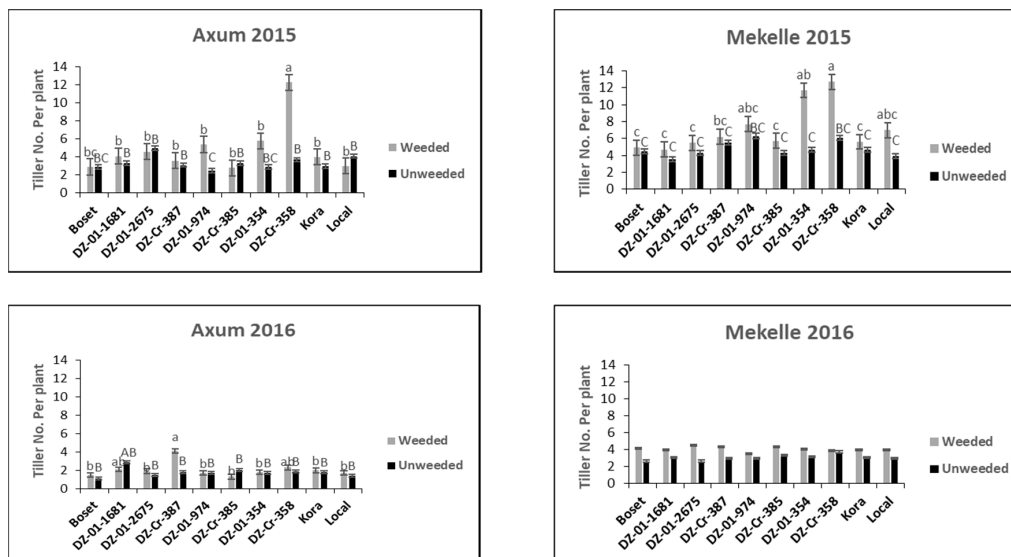 Axum 2015
Tiller No. Per plant
14
12
10
8
6
4
2
0
bc BC b B b B b B b C B b BC a B b B b B
Weeded
Unweeded
Boset DZ-01-1681 DZ-01-2675 DZ-Cr-387 DZ-01-974 DZ-Cr-385 DZ-01-354 DZ-Cr-358 Kora Local
Mekelle 2015
Tiller No. Per plant
14
12
10
8
6
4
2
0
c C c C c C bc C abc BC c C ab C a BC c C abc C
Weeded
Unweeded
Boset DZ-01-1681 DZ-01-2675 DZ-Cr-387 DZ-01-974 DZ-Cr-385 DZ-01-354 DZ-Cr-358 Kora Local
Axum 2016
Tiller No. Per plant
14
12
10
8
6
4
2
0
b B ab AB b B a B b B b B b B ab B b B b B
Weeded
Unweeded
Boset DZ-01-1681 DZ-01-2675 DZ-Cr-387 DZ-01-974 DZ-Cr-385 DZ-01-354 DZ-Cr-358 Kora Local
Mekelle 2016
Tiller No. Per plant
14
12
10
8
6
4
2
0
Weeded
Unweeded
Boset DZ-01-1681 DZ-01-2675 DZ-Cr-387 DZ-01-974 DZ-Cr-385 DZ-01-354 DZ-Cr-358 Kora Local